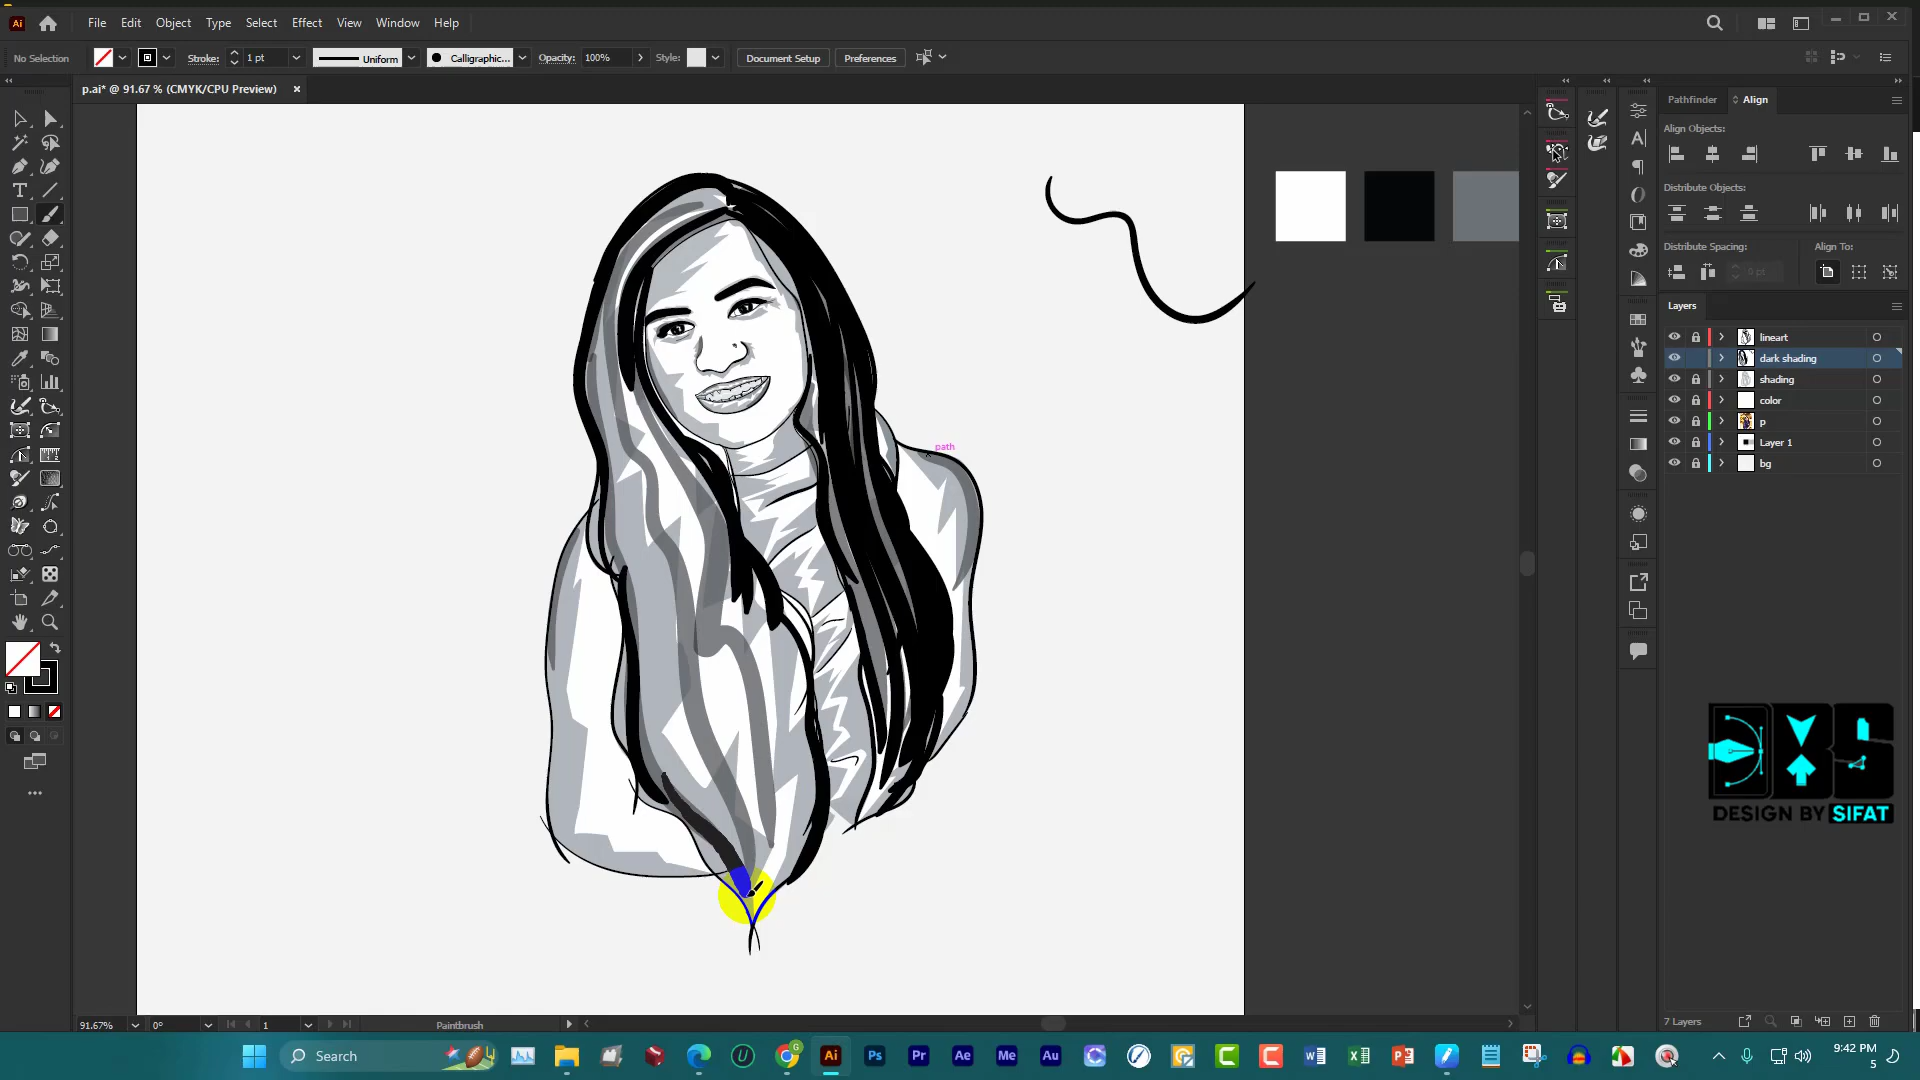 File Edit Object Type Select Effect View Window Help
No Selection Stroke: 1 pt Uniform Calligraphic... Opacity: 100% Style: Document Setup Preferences
p.ai* @ 91.67 % (CMYK/CPU Preview)
Pathfinder Align
Align Objects:
Distribute Objects:
Distribute Spacing: Align To:
0 pt
Layers
lineart
dark shading
shading
color
p
Layer 1
bg
path
DESIGN BY SIFAT
7 Layers
91.67% 0° 1 Paintbrush
Search
9:42 PM
5